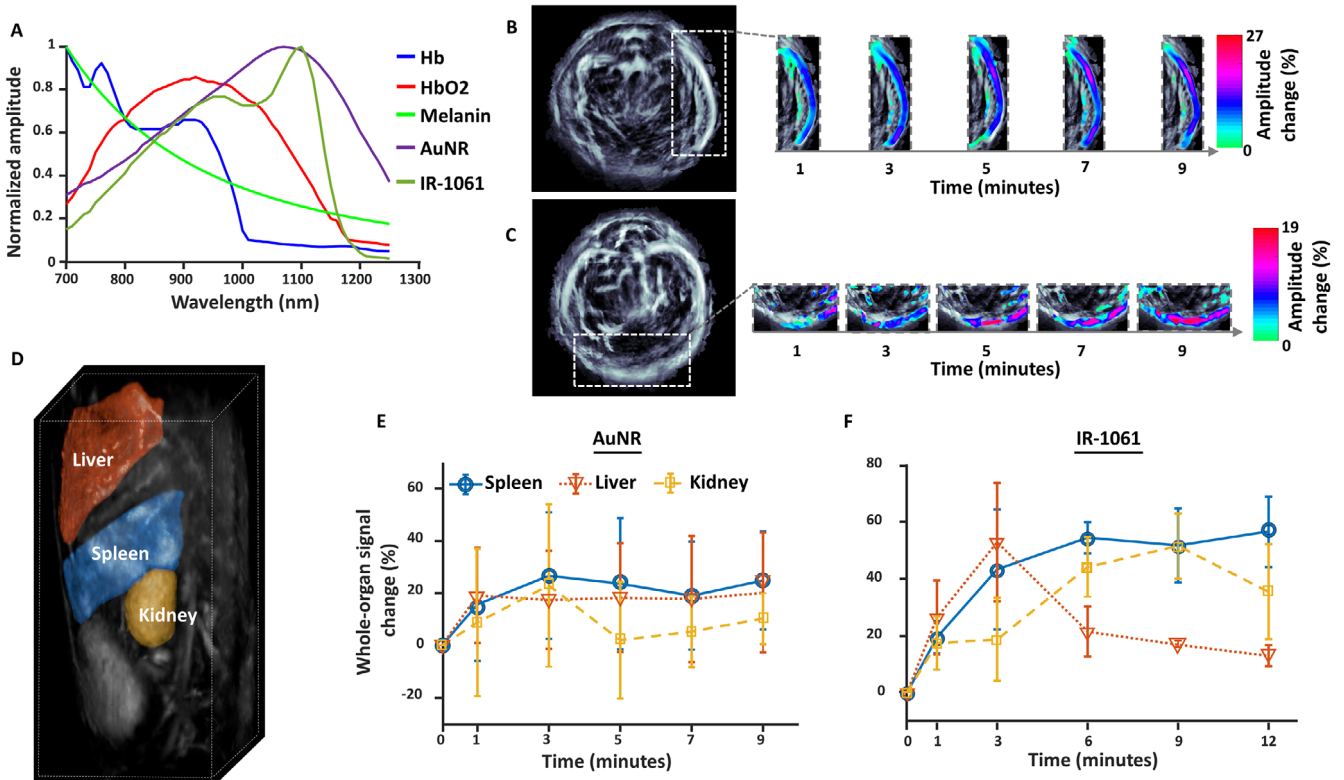 A
Normalized amplitude
1
0.8
0.6
0.4
0.2
0
700
800
900
1000
1100
1200
1300
Wavelength (nm)
Hb
HbO2
Melanin
AuNR
IR-1061
B
1
3
5
7
9
Time (minutes)
27
0
Amplitude
change (%)
C
1
3
5
7
9
Time (minutes)
19
0
Amplitude
change (%)
D
Liver
Spleen
Kidney
E
AuNR
Spleen
Liver
Kidney
Whole-organ signal
change (%)
60
40
20
0
-20
0
1
3
5
7
9
Time (minutes)
F
IR-1061
80
60
40
20
0
0
1
3
6
9
12
Time (minutes)